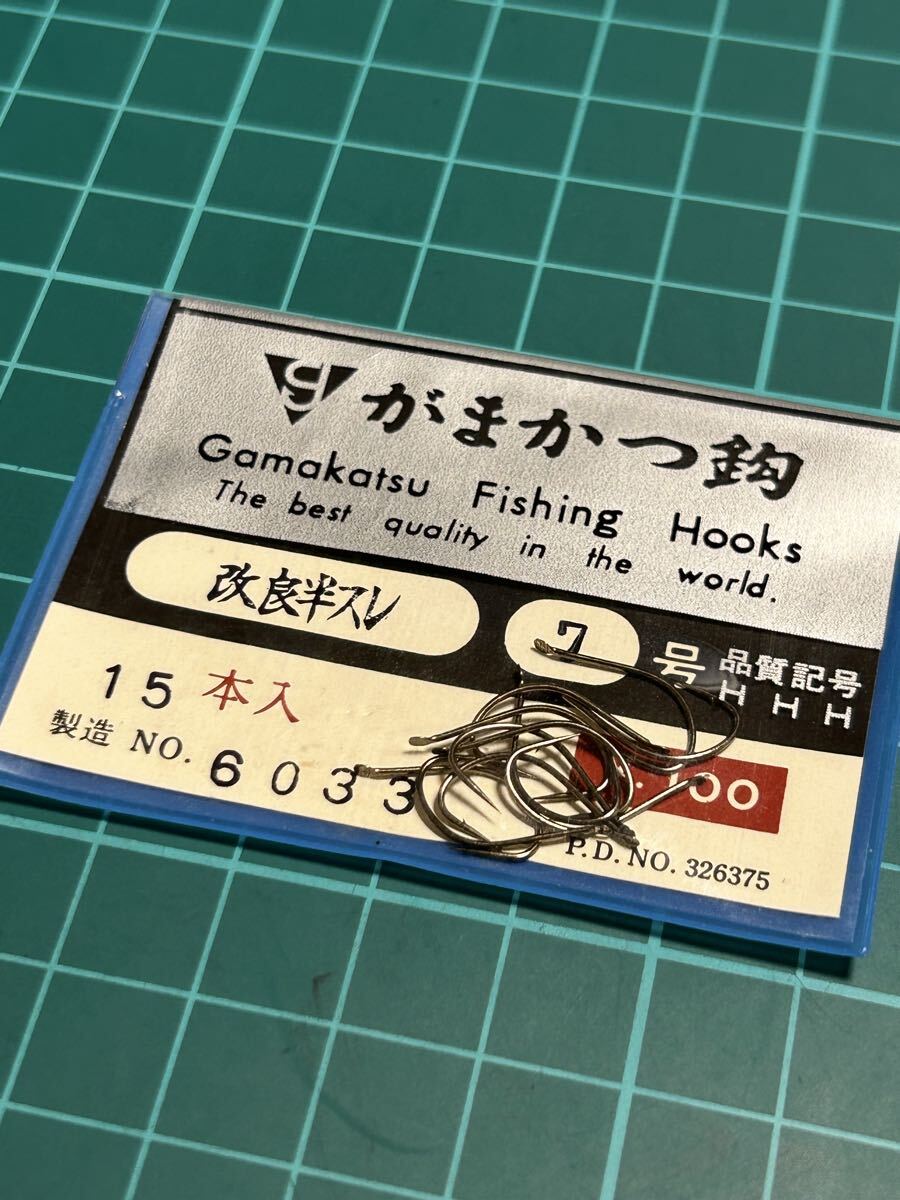 がまかつ鈎
Gamakatsu Fishing Hooks
The best quality in the world.
改良半スレ 7 号 品質記号
H H H
15 本入
製造 NO. 6033
100
P.D. NO. 326375